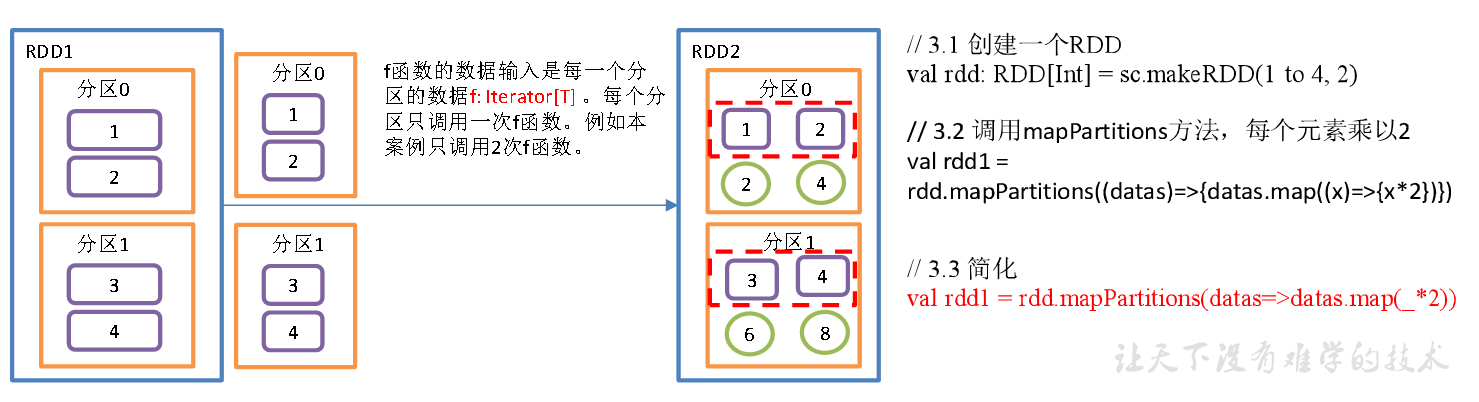 RDD1
分区0
1
2
分区1
3
4
分区0
1
2
分区1
3
4
f函数的数据输入是每一个分
区的数据f: Iterator[T] 。每个分
区只调用一次f函数。例如本
案例只调用2次f函数。
RDD2
分区0
1 2
2 4
分区1
3 4
6 8
// 3.1 创建一个RDD
val rdd: RDD[Int] = sc.makeRDD(1 to 4, 2)
// 3.2 调用mapPartitions方法，每个元素乘以2
val rdd1 =
rdd.mapPartitions((datas)=>{datas.map((x)=>{x*2})})
// 3.3 简化
val rdd1 = rdd.mapPartitions(datas=>datas.map(_*2))
让天下没有难学的技术